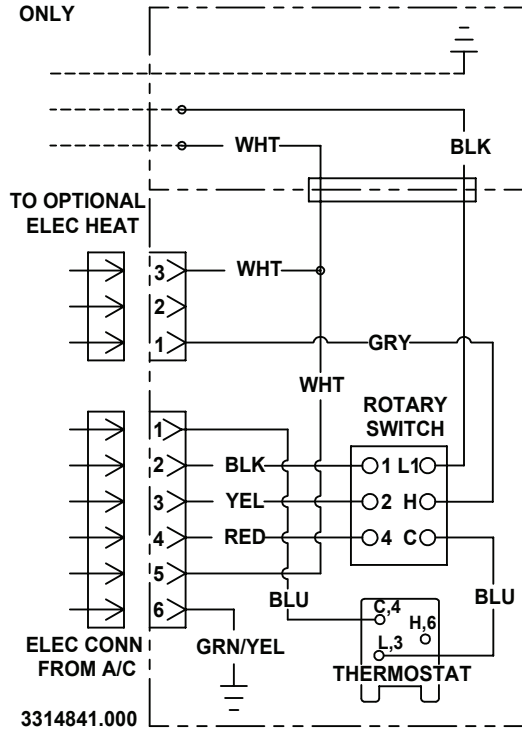 ONLY
WHT
BLK
TO OPTIONAL
ELEC HEAT
3
WHT
2
1
GRY
WHT
ROTARY
SWITCH
1
2
BLK
1 L1
3
YEL
2 H
4
RED
4 C
5
6
BLU
BLU
C,4
H,6
L,3
ELEC CONN
FROM A/C
GRN/YEL
THERMOSTAT
3314841.000